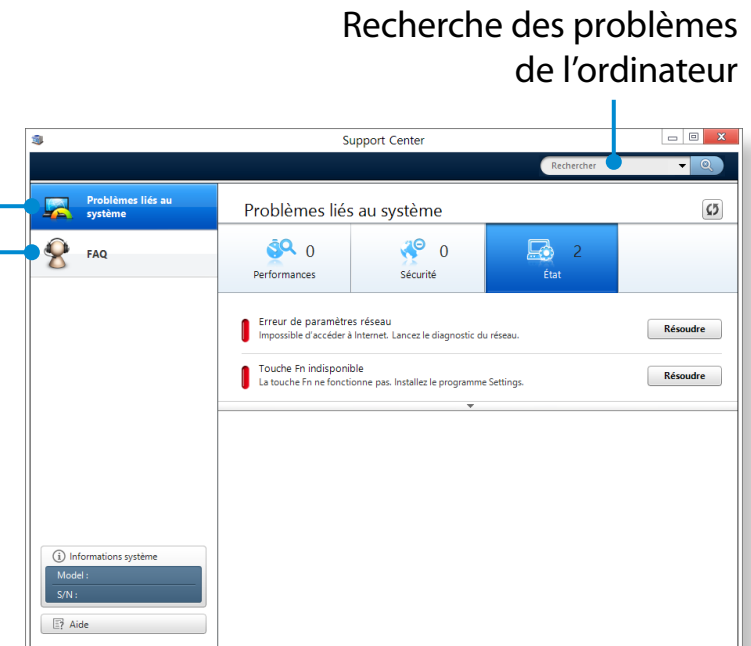 Recherche des problèmes
de l’ordinateur
Support Center
Rechercher
Problèmes liés au
système
FAQ
Problèmes liés au système
0
Performances
0
Sécurité
2
État
Erreur de paramètres réseau
Impossible d'accéder à Internet. Lancez le diagnostic du réseau.
Résoudre
Touche Fn indisponible
La touche Fn ne fonctionne pas. Installez le programme Settings.
Résoudre
Informations système
Model :
S/N :
Aide